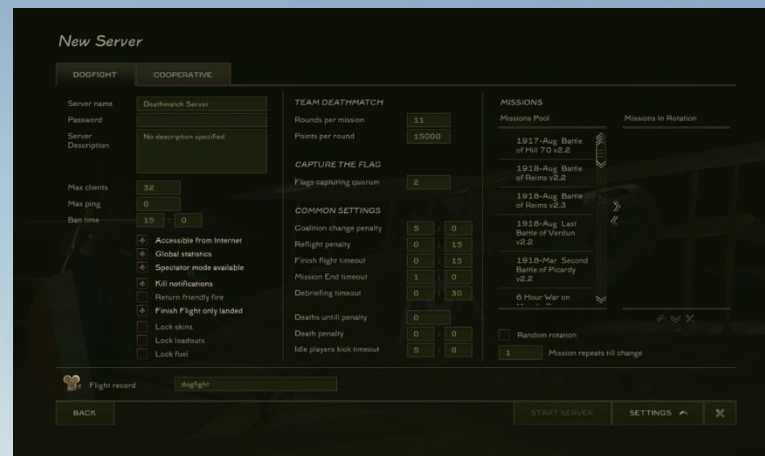 New Server
DOGFIGHT
COOPERATIVE
Server name
Deathmatch Server
Password
Server
Description
No description specified
Max clients
32
Max ping
0
Ban time
15 : 0
Accessible from Internet
Global statistics
Spectator mode available
Kill notifications
Return friendly fire
Finish Flight only landed
Lock skins
Lock loadouts
Lock fuel
TEAM DEATHMATCH
Rounds per mission
11
Points per round
15000
CAPTURE THE FLAG
Flags capturing quorum
2
COMMON SETTINGS
Coalition change penalty
5 : 0
Reflight penalty
0 : 15
Finish flight timeout
0 : 15
Mission End timeout
1 : 0
Debriefing timeout
0 : 30
Deaths untill penalty
0
Death penalty
0 : 0
Idle players kick timeout
5 : 0
MISSIONS
Missions Pool
Missions In Rotation
1917-Aug Battle
of Hill 70 v2.2
1918-Aug Battle
of Reims v2.2
1918-Aug Battle
of Reims v2.3
1918-Aug Last
Battle of Verdun
v2.2
1918-Mar Second
Battle of Picardy
v2.2
6 Hour War on
Random rotation
1
Mission repeats till change
Flight record
dogfight
BACK
START SERVER
SETTINGS